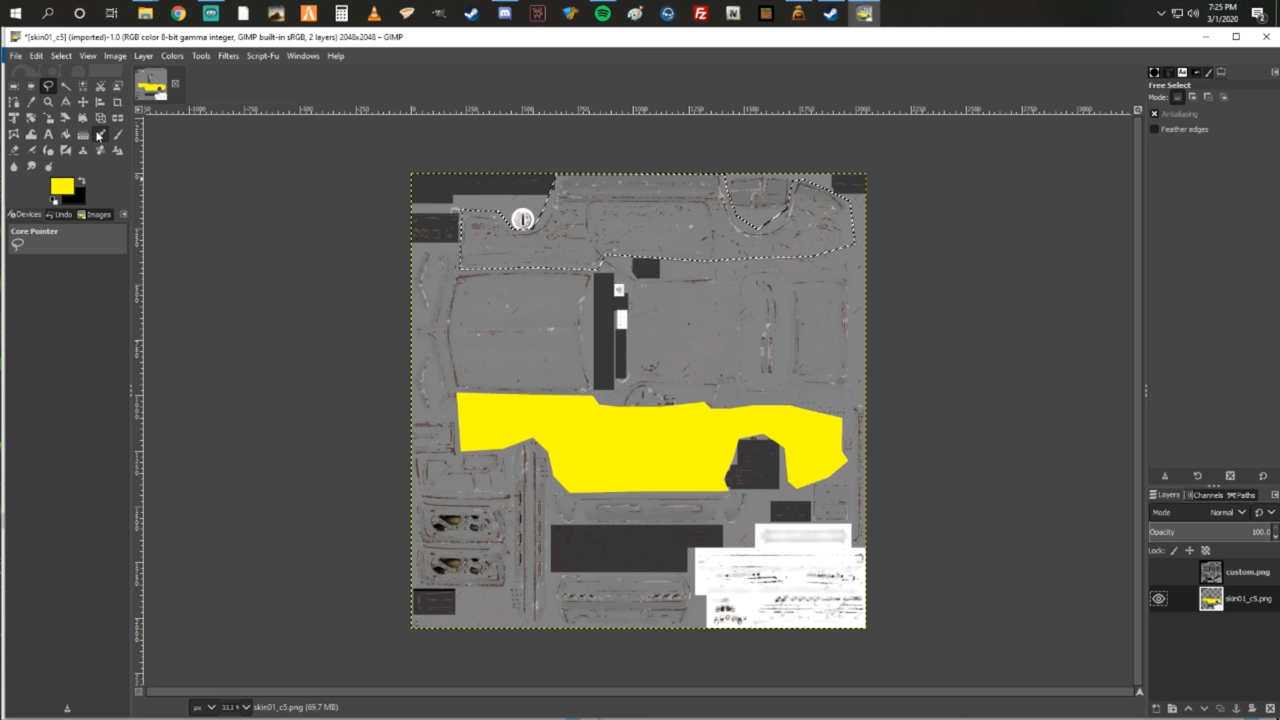 7:25 PM
3/1/2020
*[skin01_c5] (imported)-1.0 (RGB color 8-bit gamma integer, GIMP built-in sRGB, 2 layers) 2048x2048 – GIMP
File Edit Select View Image Layer Colors Tools Filters Script-Fu Windows Help
Free Select
Mode:
Antialiasing
Feather edges
Devices Undo Images
Core Pointer
Layers Channels Paths
Mode Normal
Opacity 100.0
Lock:
custom.png
skin01_c5.png
px 33.3 % skin01_c5.png (69.7 MB)